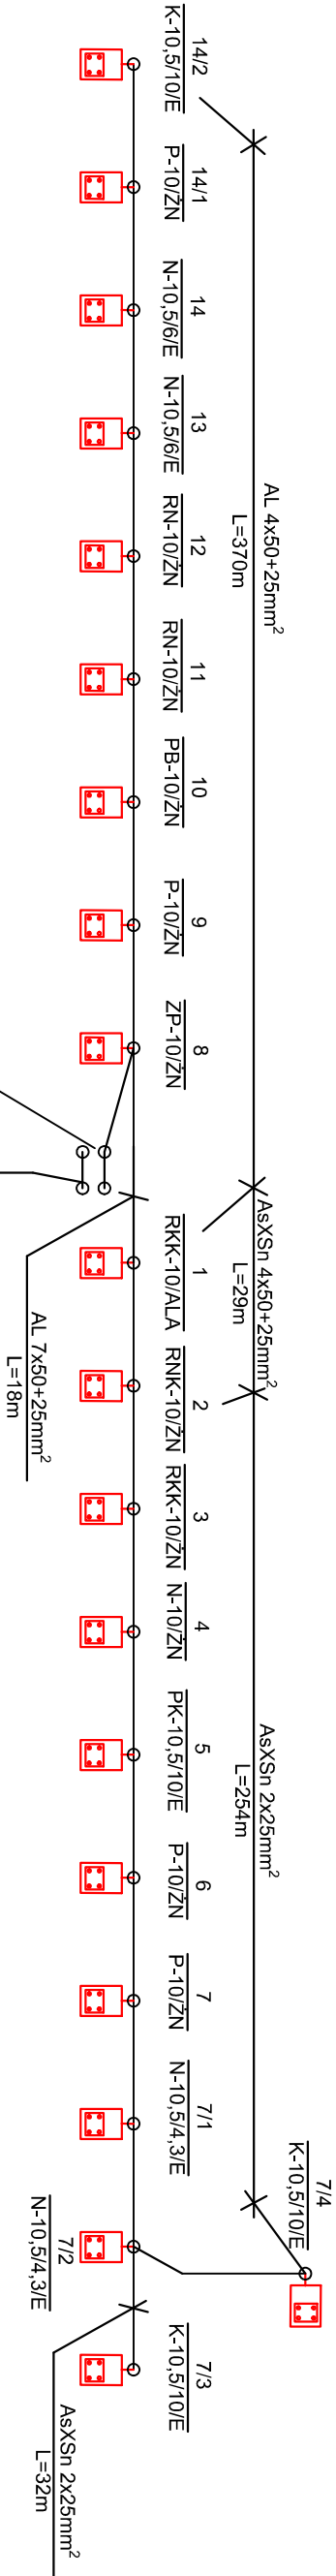 14/2
K-10,5/10/E
14/1
P-10/ŻN
14
N-10,5/6/E
13
N-10,5/6/E
12
RN-10/ŻN
11
RN-10/ŻN
10
PB-10/ŻN
9
P-10/ŻN
8
ZP-10/ŻN
1
RKK-10/ALA
2
RNK-10/ŻN
3
RKK-10/ŻN
4
N-10/ŻN
5
PK-10,5/10/E
6
P-10/ŻN
7
P-10/ŻN
7/1
N-10,5/4,3/E
7/2
N-10,5/4,3/E
7/3
K-10,5/10/E
7/4
K-10,5/10/E
AL 4x50+25mm²
L=370m
AsXSn 4x50+25mm²
L=29m
AsXSn 2x25mm²
L=254m
AL 7x50+25mm²
L=18m
AsXSn 2x25mm²
L=32m